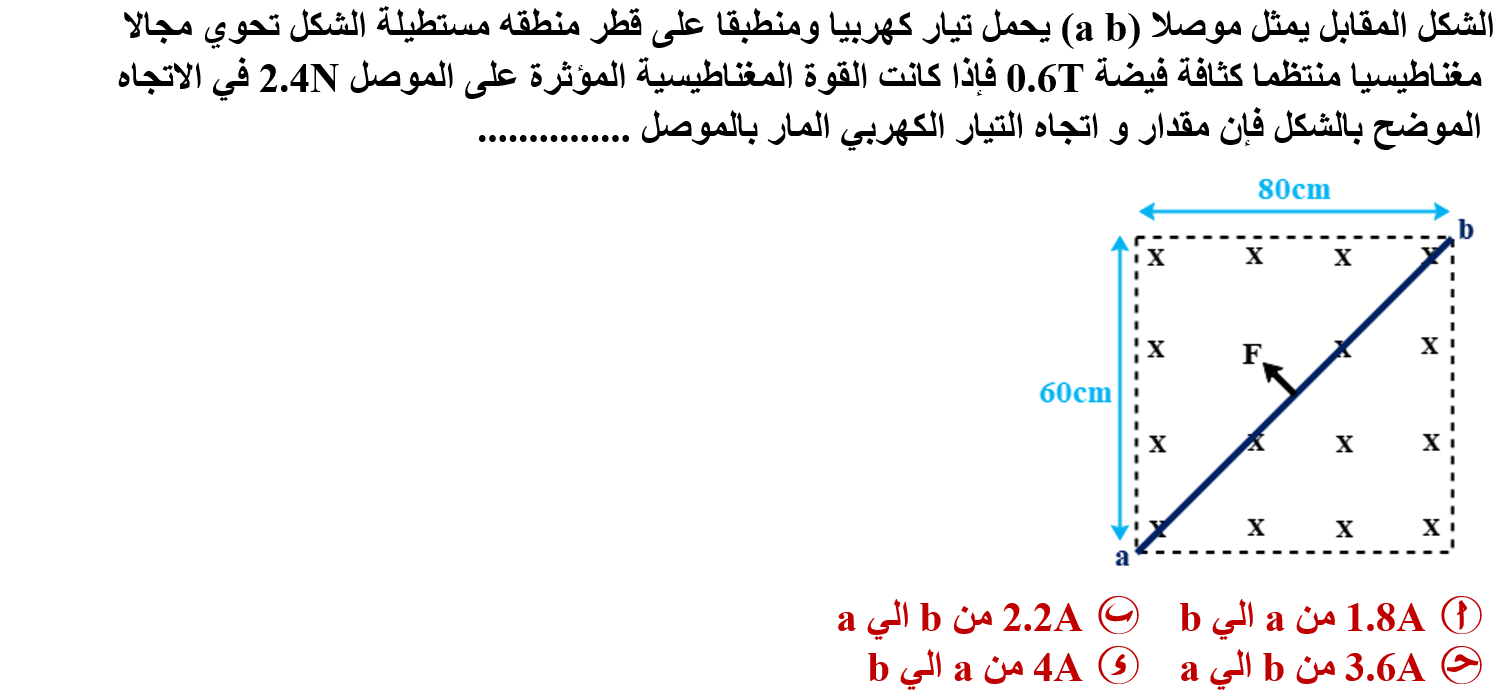 الشكل المقابل يمثل موصلا (a b) يحمل تيار كهربيا ومنطبقا على قطر منطقه مستطيلة الشكل تحوي مجالا
مغناطيسيا منتظما كثافة فيضة 0.6T فإذا كانت القوة المغناطيسية المؤثرة على الموصل 2.4N في الاتجاه
الموضح بالشكل فإن مقدار و اتجاه التيار الكهربي المار بالموصل ...............
80cm
b
x x x x
x F x x
60cm
x x x x
x x x x
a
أ 1.8A من a الي b ب 2.2A من b الي a
ج 3.6A من b الي a د 4A من a الي b